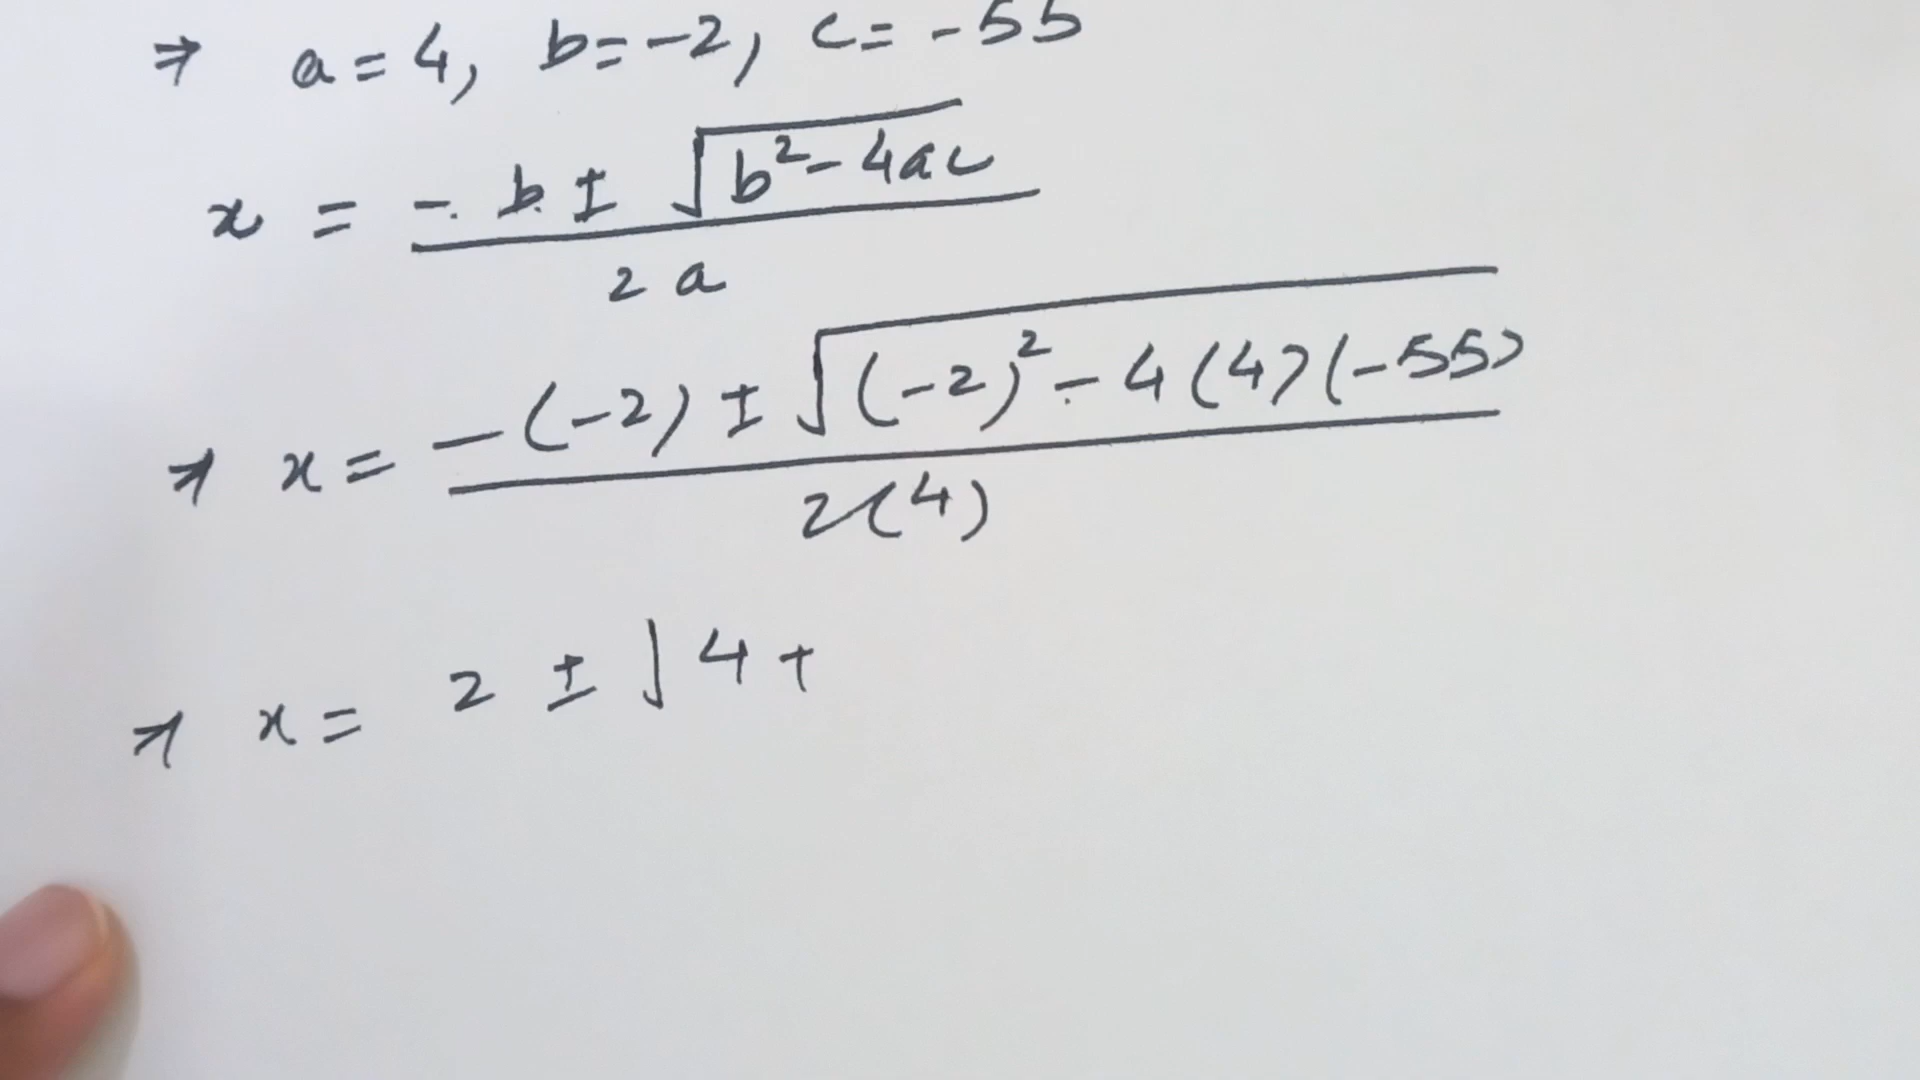 ⇒ a = 4, b = -2, c = -55
x = -b ± √(b² - 4ac) / 2a
⇒ x = -(-2) ± √((-2)² - 4(4)(-55)) / 2(4)
⇒ x = 2 ± √4 +